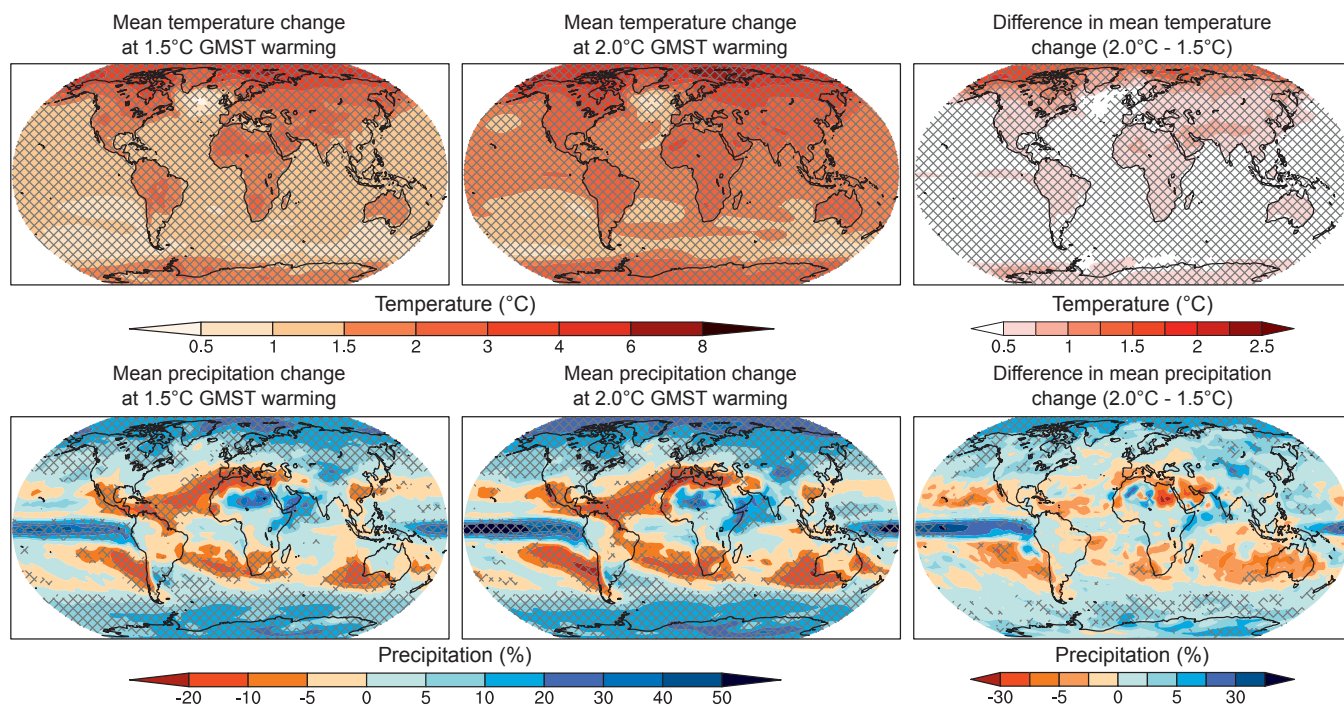 Mean temperature change
at 1.5°C GMST warming
Mean temperature change
at 2.0°C GMST warming
Difference in mean temperature
change (2.0°C - 1.5°C)
Temperature (°C)
0.5 1 1.5 2 3 4 6 8
Temperature (°C)
0.5 1 1.5 2 2.5
Mean precipitation change
at 1.5°C GMST warming
Mean precipitation change
at 2.0°C GMST warming
Difference in mean precipitation
change (2.0°C - 1.5°C)
Precipitation (%)
-20 -10 -5 0 5 10 20 30 40 50
Precipitation (%)
-30 -5 0 5 30